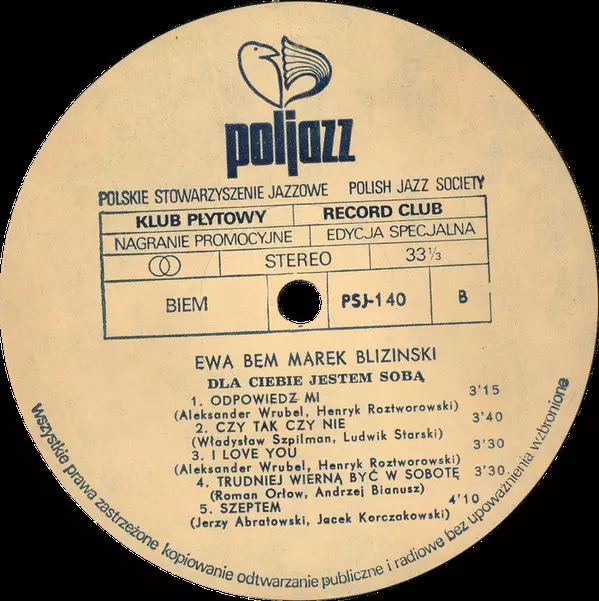 poljazz
POLSKIE STOWARZYSZENIE JAZZOWE POLISH JAZZ SOCIETY
KLUB PŁYTOWY RECORD CLUB
NAGRANIE PROMOCYJNE EDYCJA SPECJALNA
STEREO 33 1/3
BIEM PSJ-140 B
EWA BEM MAREK BLIZINSKI
DLA CIEBIE JESTEM SOBĄ
1. ODPOWIEDZ MI 3'15
(Aleksander Wrubel, Henryk Roztworowski)
2. CZY TAK CZY NIE 3'40
(Władysław Szpilman, Ludwik Starski)
3. I LOVE YOU 3'30
(Aleksander Wrubel, Henryk Roztworowski)
4. TRUDNIEJ WIERNĄ BYĆ W SOBOTĘ 3'30
(Roman Orłow, Andrzej Bianusz)
5. SZEPTEM 4'10
(Jerzy Abratowski, Jacek Korczakowski)
Wszystkie prawa zastrzeżone kopiowanie odtwarzanie publiczne i radiowe bez upoważnienia wzbronione